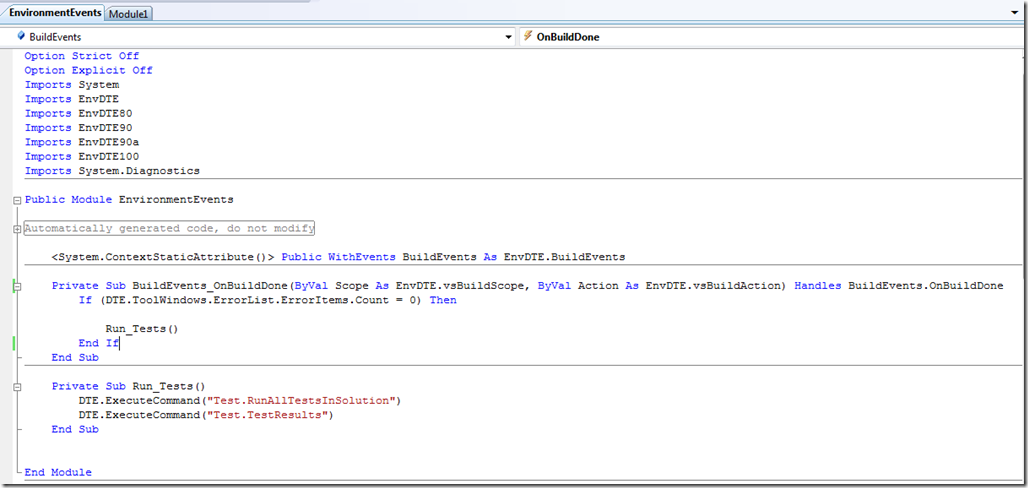 EnvironmentEvents Module1
BuildEvents OnBuildDone
Option Strict Off
Option Explicit Off
Imports System
Imports EnvDTE
Imports EnvDTE80
Imports EnvDTE90
Imports EnvDTE90a
Imports EnvDTE100
Imports System.Diagnostics
Public Module EnvironmentEvents
Automatically generated code, do not modify
<System.ContextStaticAttribute()> Public WithEvents BuildEvents As EnvDTE.BuildEvents
Private Sub BuildEvents_OnBuildDone(ByVal Scope As EnvDTE.vsBuildScope, ByVal Action As EnvDTE.vsBuildAction) Handles BuildEvents.OnBuildDone
If (DTE.ToolWindows.ErrorList.ErrorItems.Count = 0) Then
Run_Tests()
End If
End Sub
Private Sub Run_Tests()
DTE.ExecuteCommand("Test.RunAllTestsInSolution")
DTE.ExecuteCommand("Test.TestResults")
End Sub
End Module